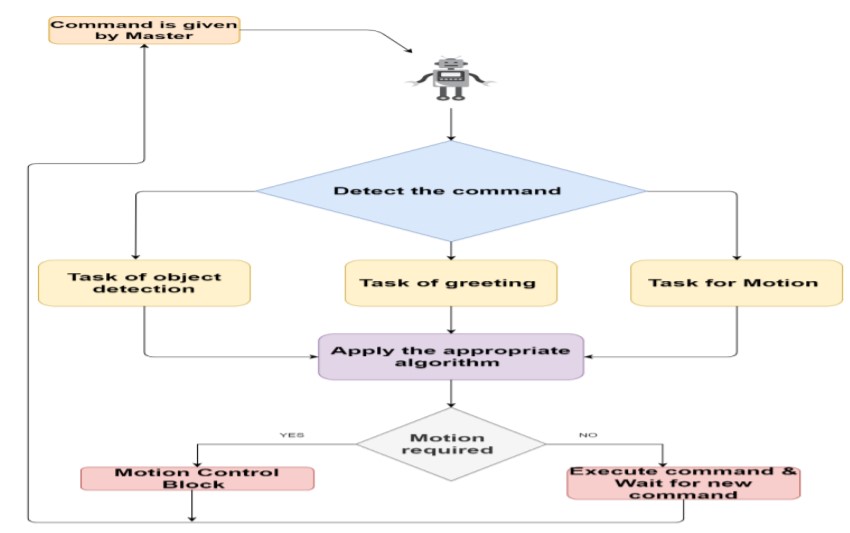 Command is given
by Master
Detect the command
Task of object
detection
Task of greeting
Task for Motion
Apply the appropriate
algorithm
YES
Motion
required
NO
Motion Control
Block
Execute command &
Wait for new
command